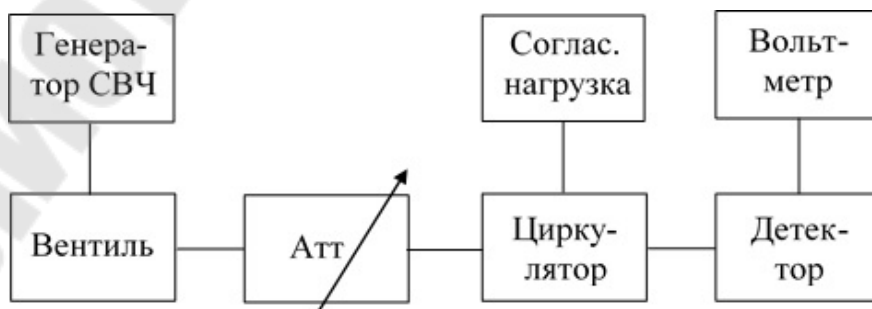 Генера-
тор СВЧ
Соглас.
нагрузка
Вольт-
метр
Вентиль
Атт
Цирку-
лятор
Детек-
тор